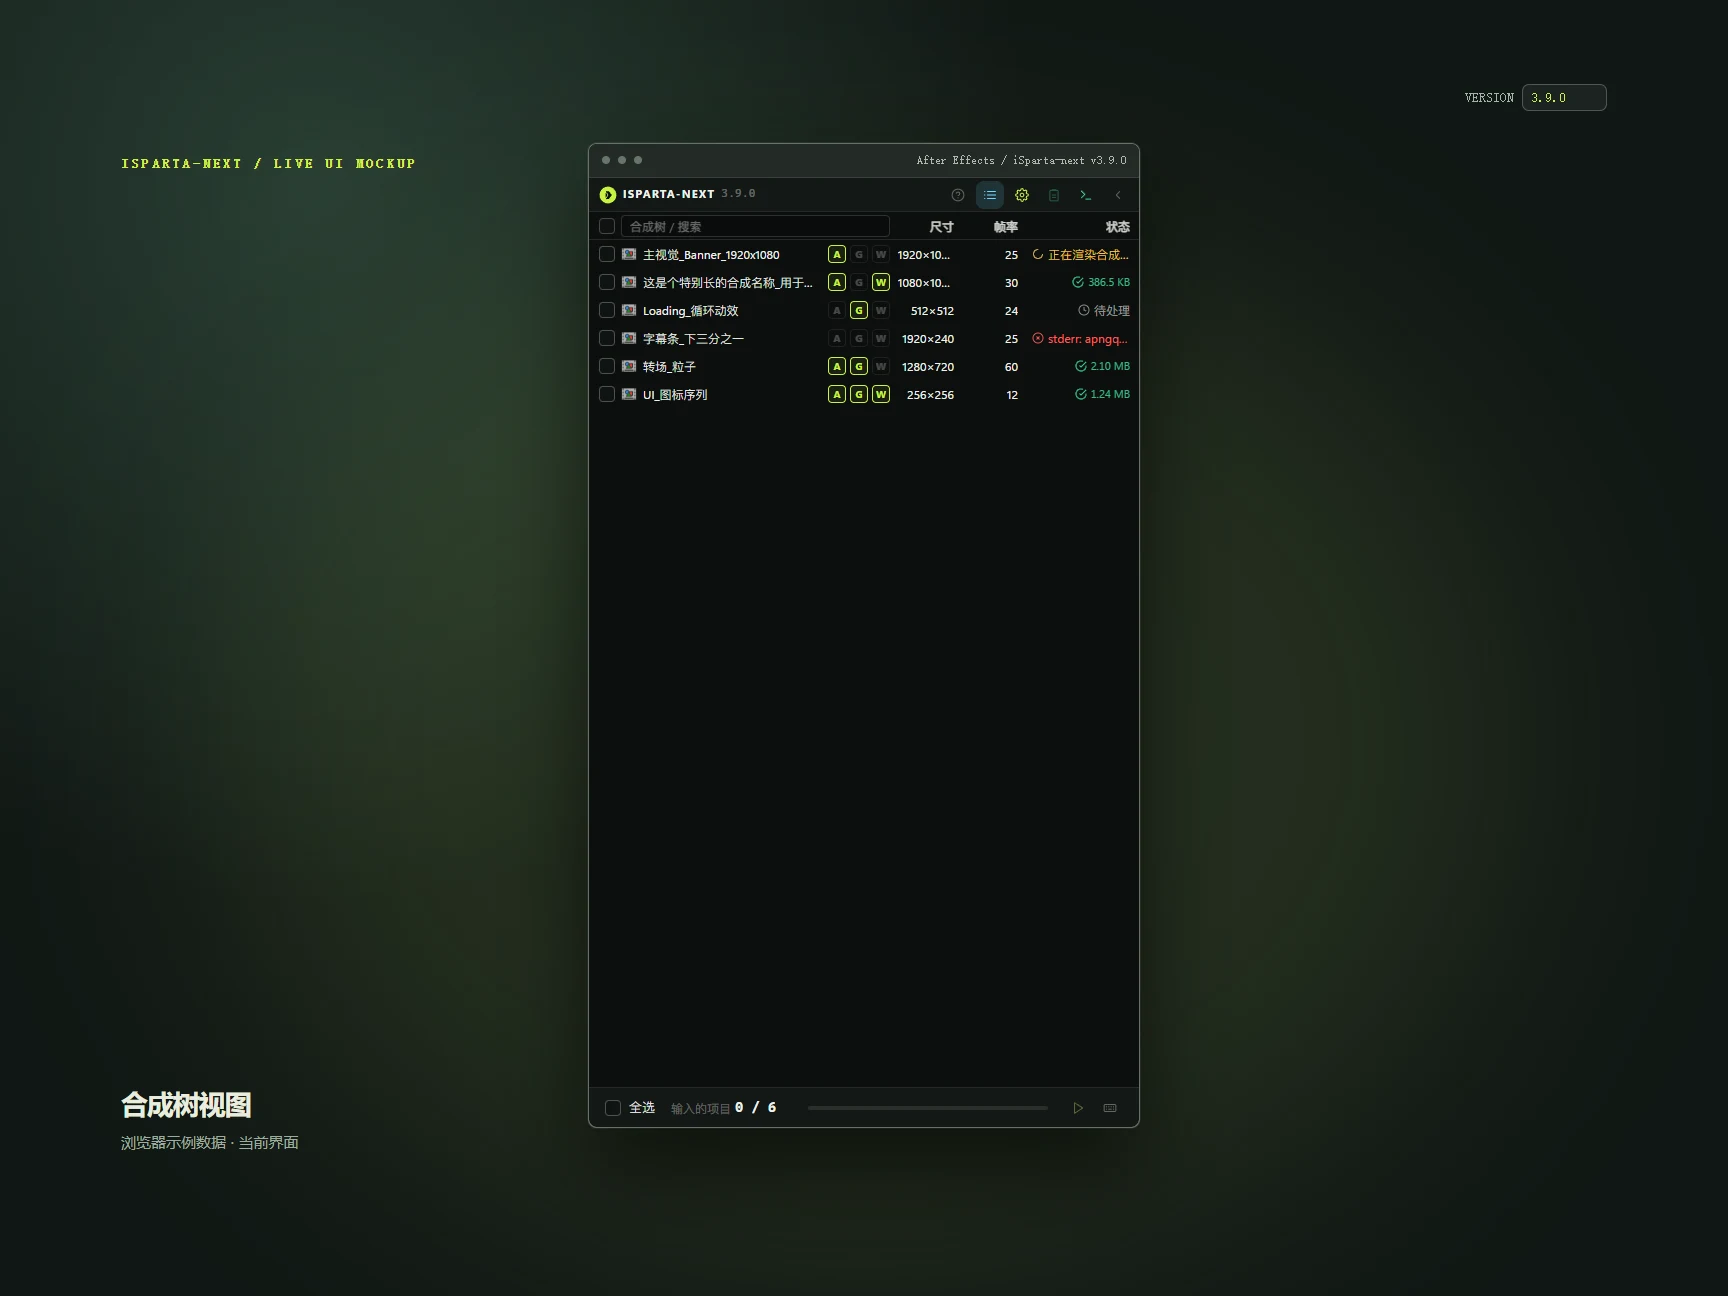 VERSION 3.9.0
ISPARTA-NEXT / LIVE UI MOCKUP
After Effects / iSparta-next v3.9.0
ISPARTA-NEXT 3.9.0
合成树 / 搜索 尺寸 帧率 状态
主视觉_Banner_1920x1080 A G W 1920×10... 25 正在渲染合成...
这是个特别长的合成名称_用于... A G W 1080×10... 30 386.5 KB
Loading_循环动效 A G W 512×512 24 待处理
字幕条_下三分之一 A G W 1920×240 25 stderr: apngq...
转场_粒子 A G W 1280×720 60 2.10 MB
UI_图标序列 A G W 256×256 12 1.24 MB
全选 输入的项目 0 / 6
合成树视图
浏览器示例数据 · 当前界面